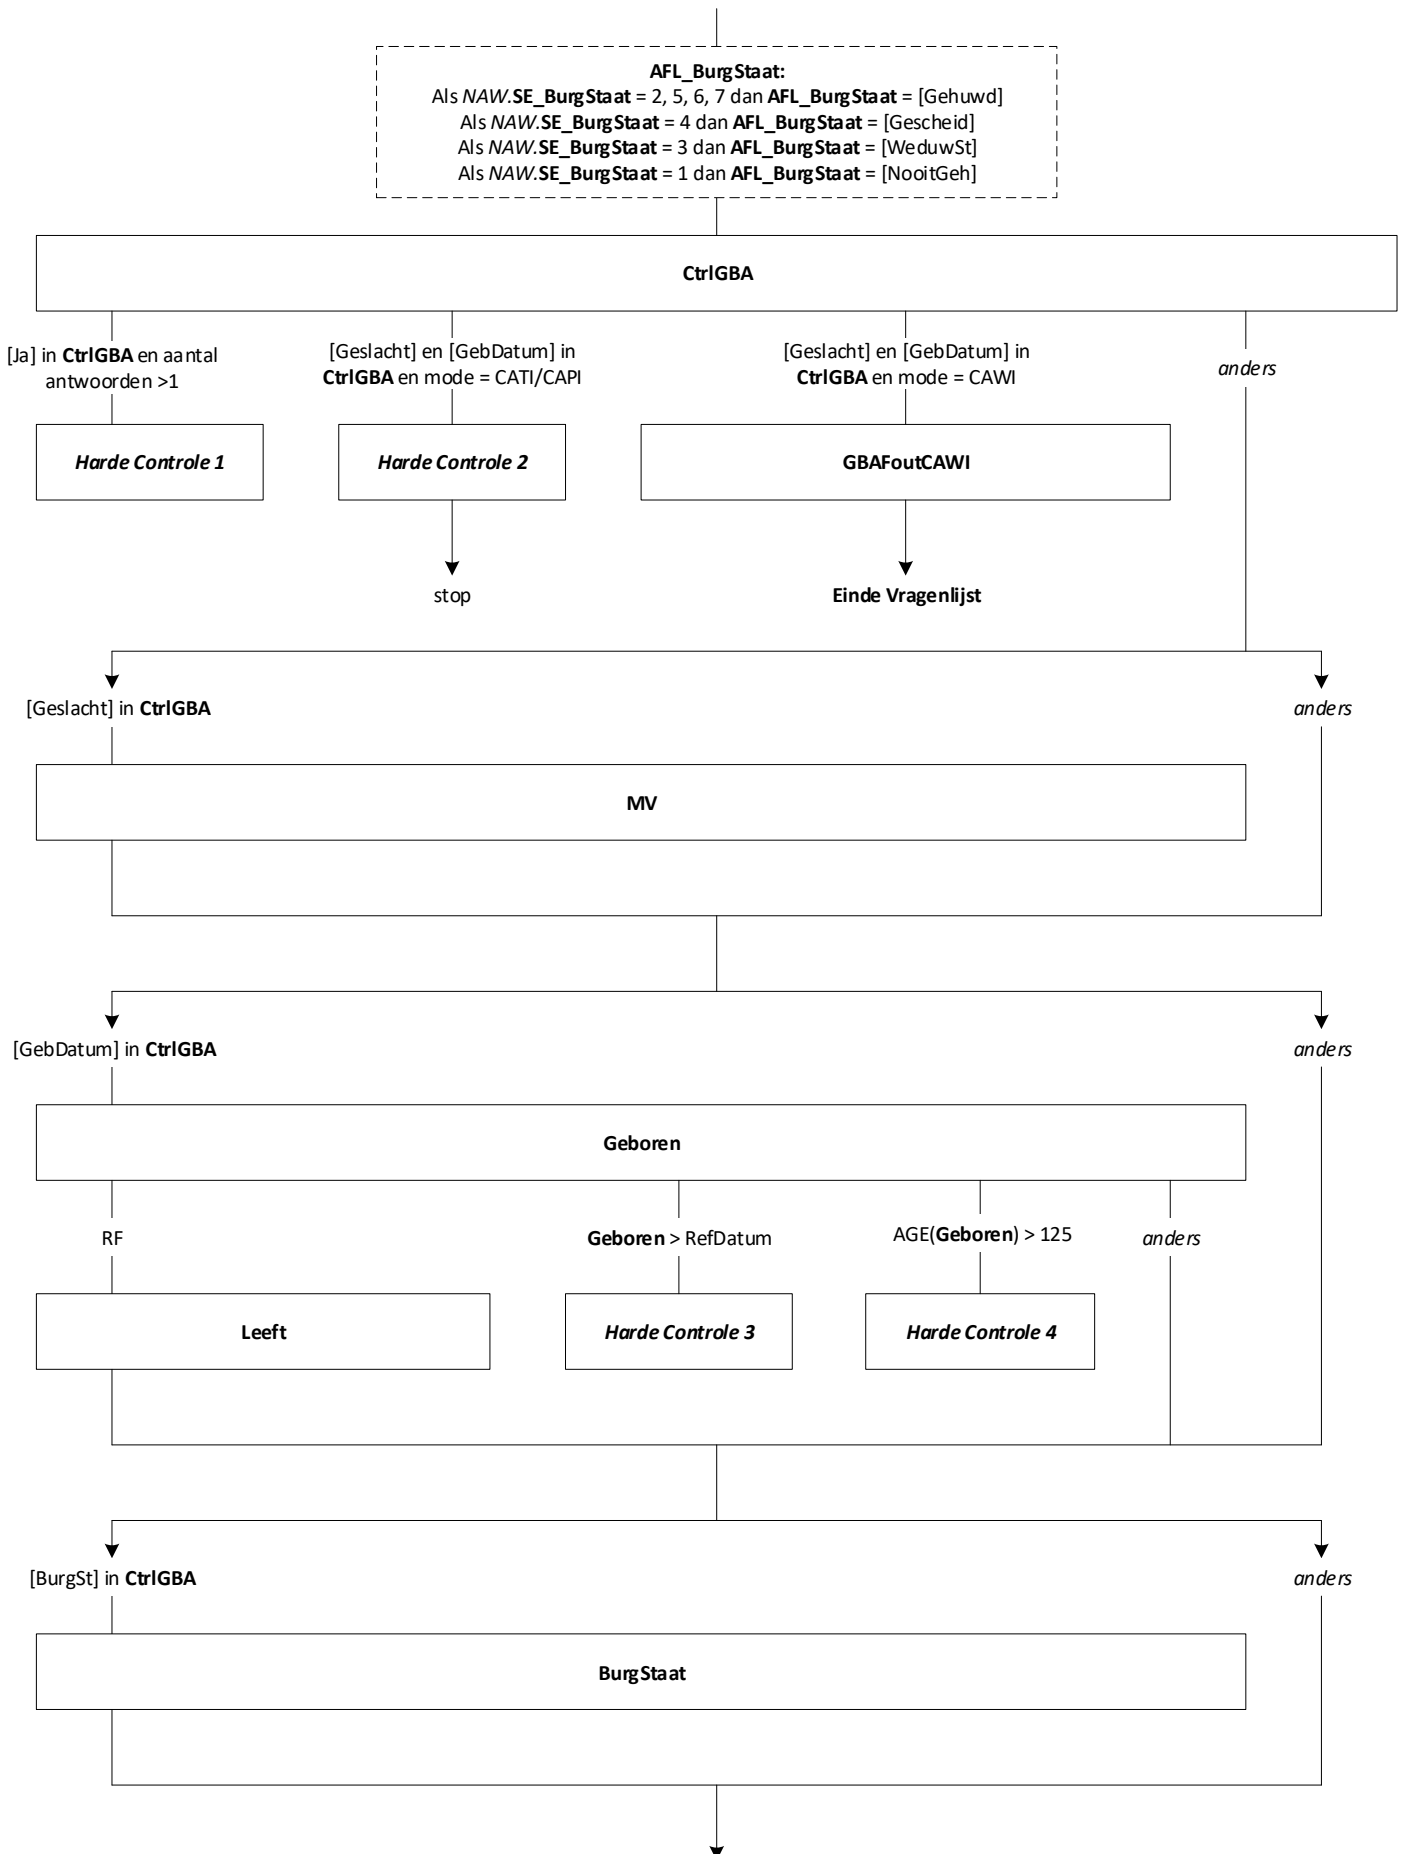 AFL_BurgStaat:
Als NAW.SE_BurgStaat = 2, 5, 6, 7 dan AFL_BurgStaat = [Gehuwd]
Als NAW.SE_BurgStaat = 4 dan AFL_BurgStaat = [Gescheid]
Als NAW.SE_BurgStaat = 3 dan AFL_BurgStaat = [WeduwSt]
Als NAW.SE_BurgStaat = 1 dan AFL_BurgStaat = [NooitGeh]
CtrlGBA
[Ja] in CtrlGBA en aantal
antwoorden >1
[Geslacht] en [GebDatum] in
CtrlGBA en mode = CATI/CAPI
[Geslacht] en [GebDatum] in
CtrlGBA en mode = CAWI
anders
Harde Controle 1
Harde Controle 2
GBAFoutCAWI
stop
Einde Vragenlijst
[Geslacht] in CtrlGBA
anders
MV
[GebDatum] in CtrlGBA
anders
Geboren
RF
Geboren > RefDatum
AGE(Geboren) > 125
anders
Leeft
Harde Controle 3
Harde Controle 4
[BurgSt] in CtrlGBA
anders
BurgStaat